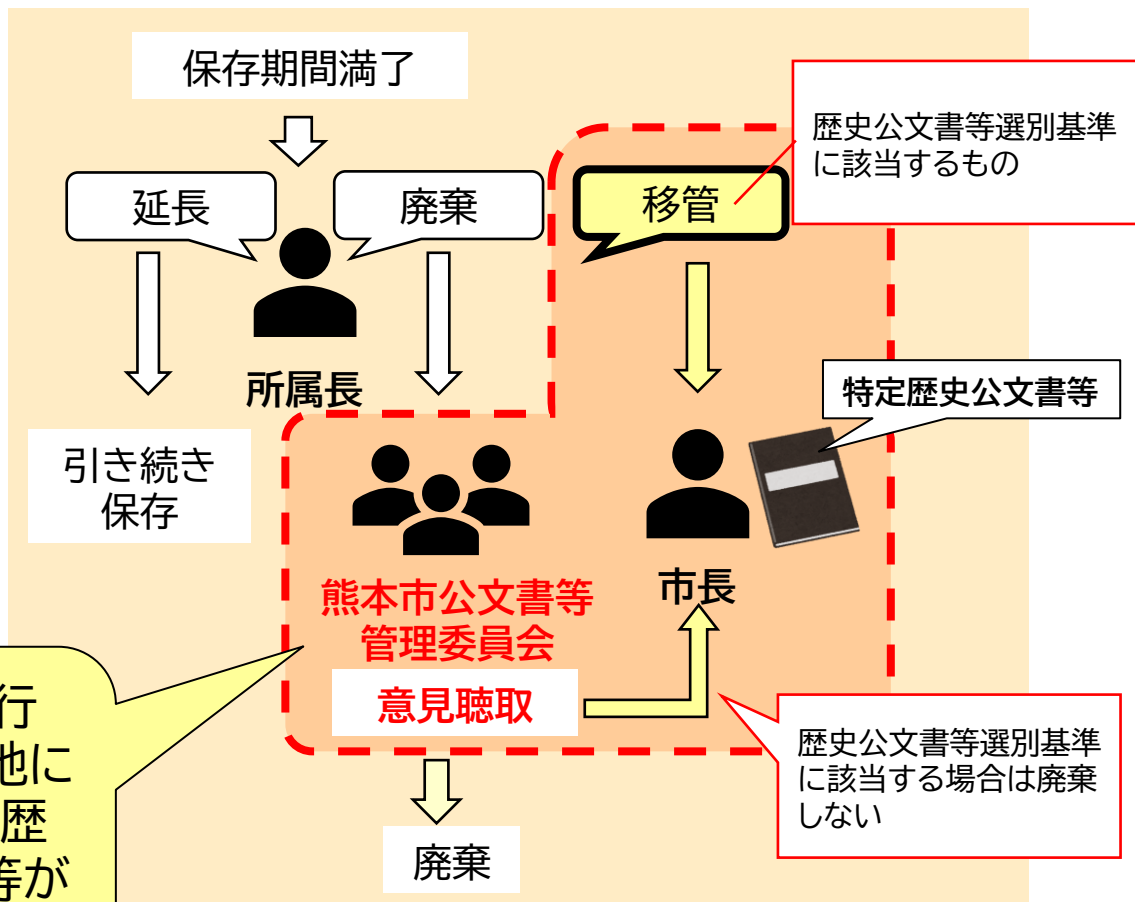 保存期間満了
延長
廃棄
移管
歴史公文書等選別基準
に該当するもの
所属長
特定歴史公文書等
引き続き
保存
熊本市公文書等
管理委員会
意見聴取
市長
行
他に
歴
等が
歴史公文書等選別基準
に該当する場合は廃棄
しない
廃棄